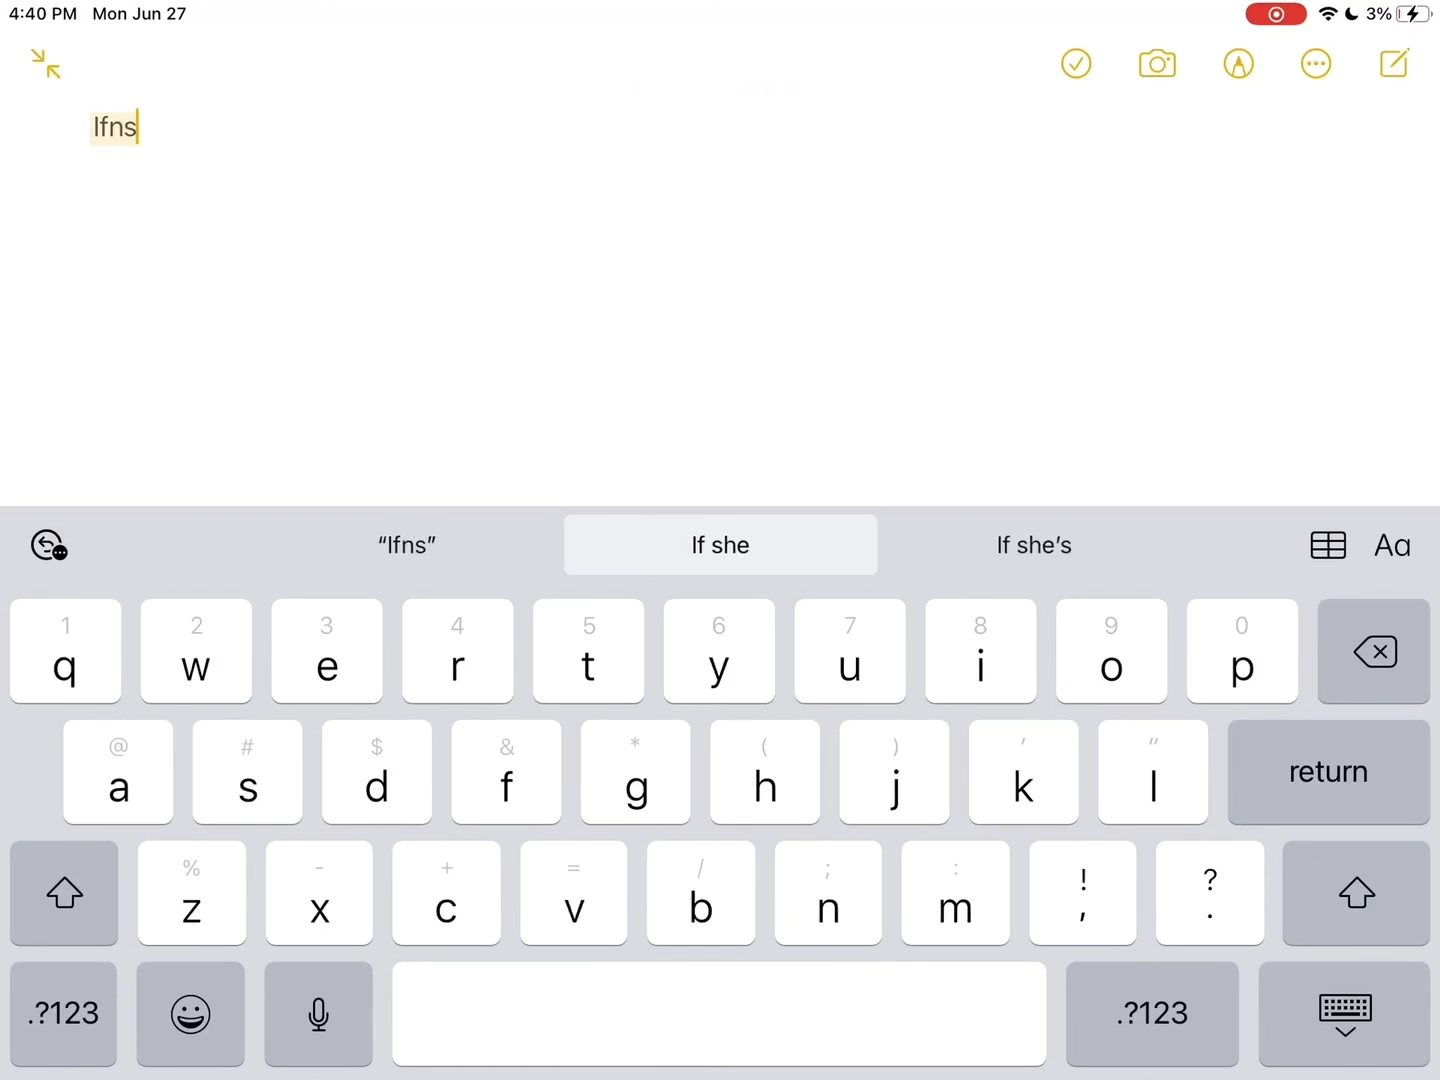 4:40 PM Mon Jun 27
3%
Ifns
“Ifns” If she If she’s
Aa
1 2 3 4 5 6 7 8 9 0
q w e r t y u i o p
@ # $ & * ( ) ' "
a s d f g h j k l return
% - + = / ; : ! ?
z x c v b n m , .
.?123 .?123